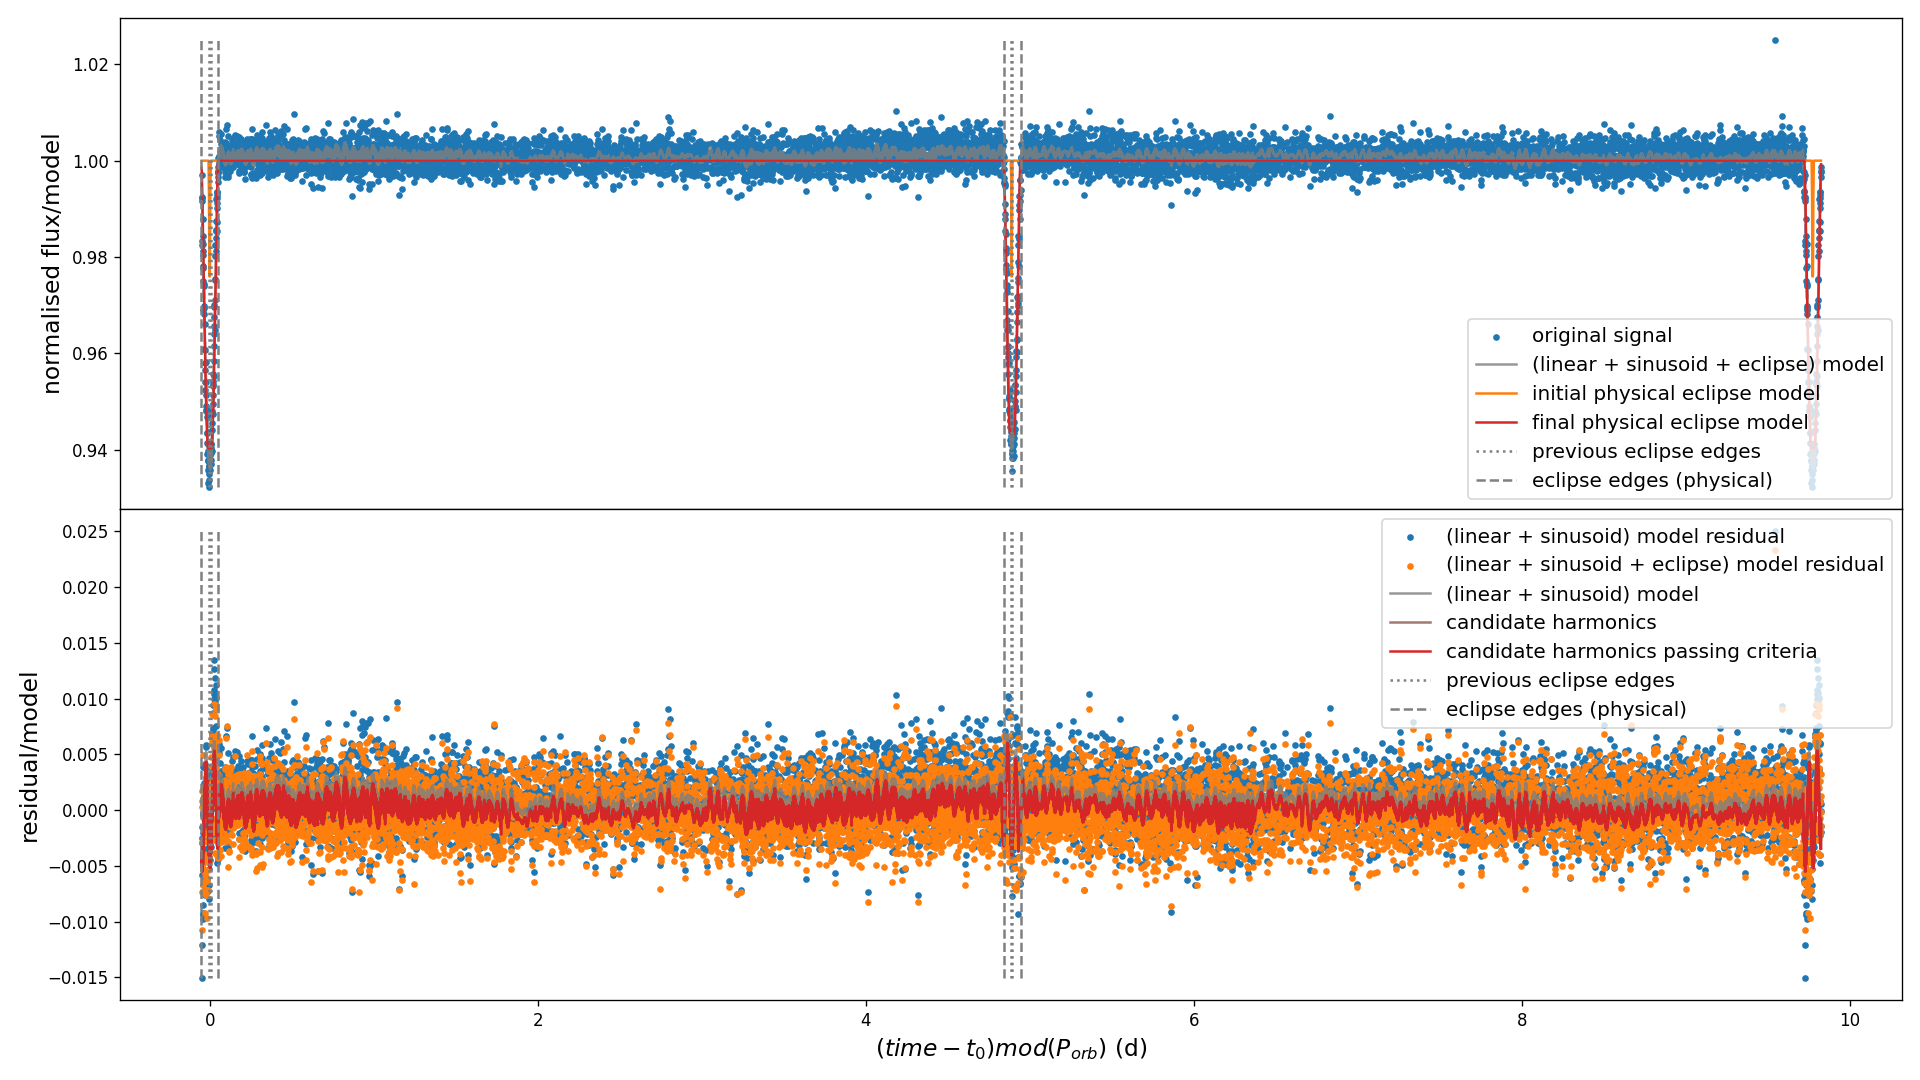 1.02
1.00
0.98
0.96
0.94
normalised flux/model
original signal
(linear + sinusoid + eclipse) model
initial physical eclipse model
final physical eclipse model
previous eclipse edges
eclipse edges (physical)
0.025
0.020
0.015
0.010
0.005
0.000
−0.005
−0.010
−0.015
residual/model
(linear + sinusoid) model residual
(linear + sinusoid + eclipse) model residual
(linear + sinusoid) model
candidate harmonics
candidate harmonics passing criteria
previous eclipse edges
eclipse edges (physical)
0 2 4 6 8 10
(time − t₀)mod(Pₒᵣb) (d)